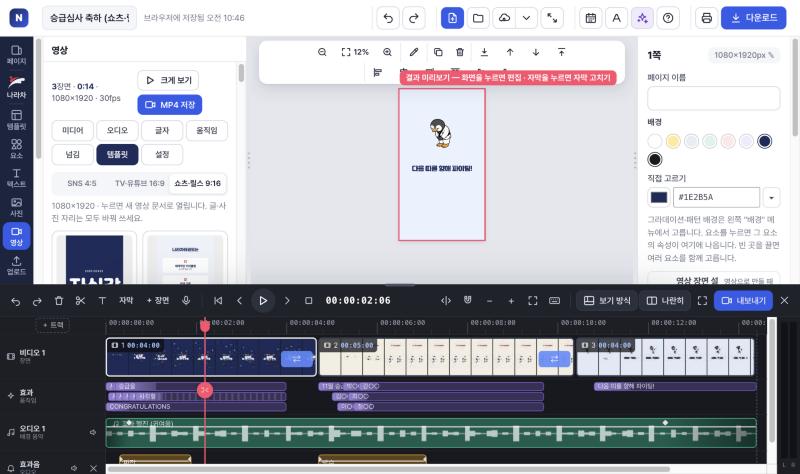 N
승급심사 축하 (쇼츠·
브라우저에 저장됨 오전 10:46
다운로드
페이지
나라차
템플릿
요소
텍스트
사진
영상
업로드
영상
3장면 · 0:14 ·
1080×1920 · 30fps
크게 보기
MP4 저장
미디어
오디오
글자
움직임
넘김
템플릿
설정
SNS 4:5
TV·유튜브 16:9
쇼츠·릴스 9:16
1080×1920 · 누르면 새 영상 문서로 열립니다. 글·사
진 자리는 모두 바꿔 쓰세요.
12%
결과 미리보기 — 화면을 누르면 편집 · 자막을 누르면 자막 고치기
다음 띠를 향해 파이팅!
1쪽
1080×1920px
페이지 이름
배경
직접 고르기
#1E2B5A
그라데이션·패턴 배경은 왼쪽 "배경" 메
뉴에서 고릅니다. 요소를 누르면 그 요소
의 속성이 여기에 나옵니다. 빈 곳을 끌면
여러 요소를 함께 고릅니다.
자막
+ 장면
00:00:02:06
보기 방식
나란히
내보내기
+ 트랙
00:00:00:00
00:00:02:00
00:00:04:00
00:00:06:00
00:00:08:00
00:00:10:00
00:00:12:00
비디오 1
장면
1 00:04:00
2 00:05:00
3 00:04:00
효과
움직임
승급을
CONGRATULATIONS
다음 띠를 향해 파이팅!
오디오 1
배경 음악
효과음